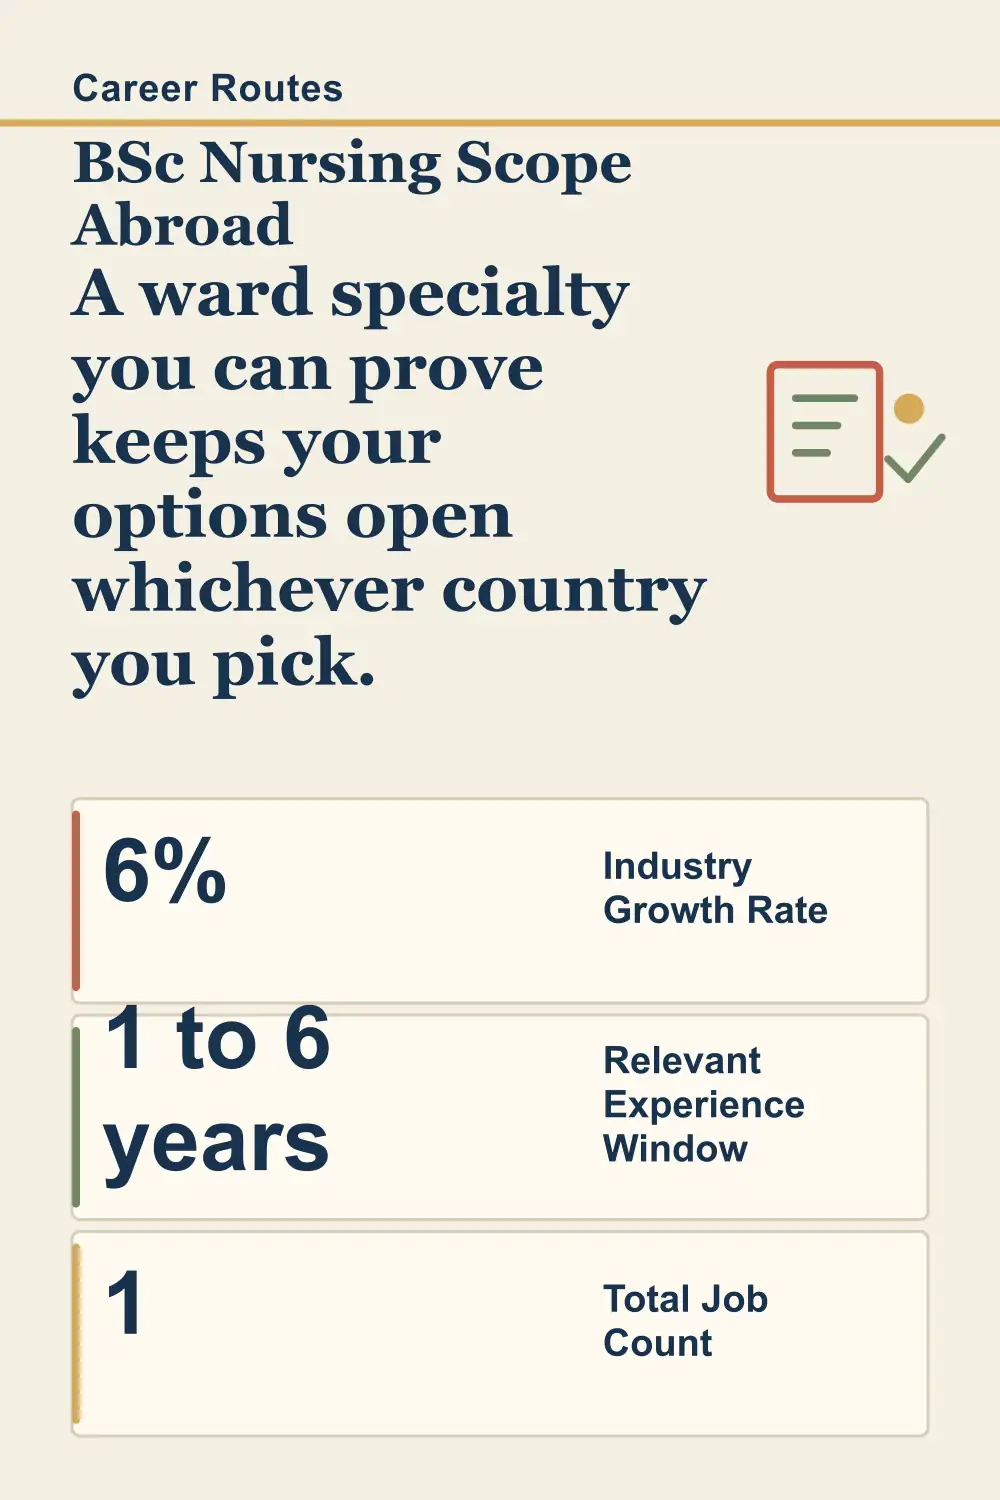 Career Routes
BSc Nursing Scope
Abroad
A ward specialty
you can prove
keeps your
options open
whichever country
you pick.
6%
Industry
Growth Rate
1 to 6
years
Relevant
Experience
Window
1
Total Job
Count